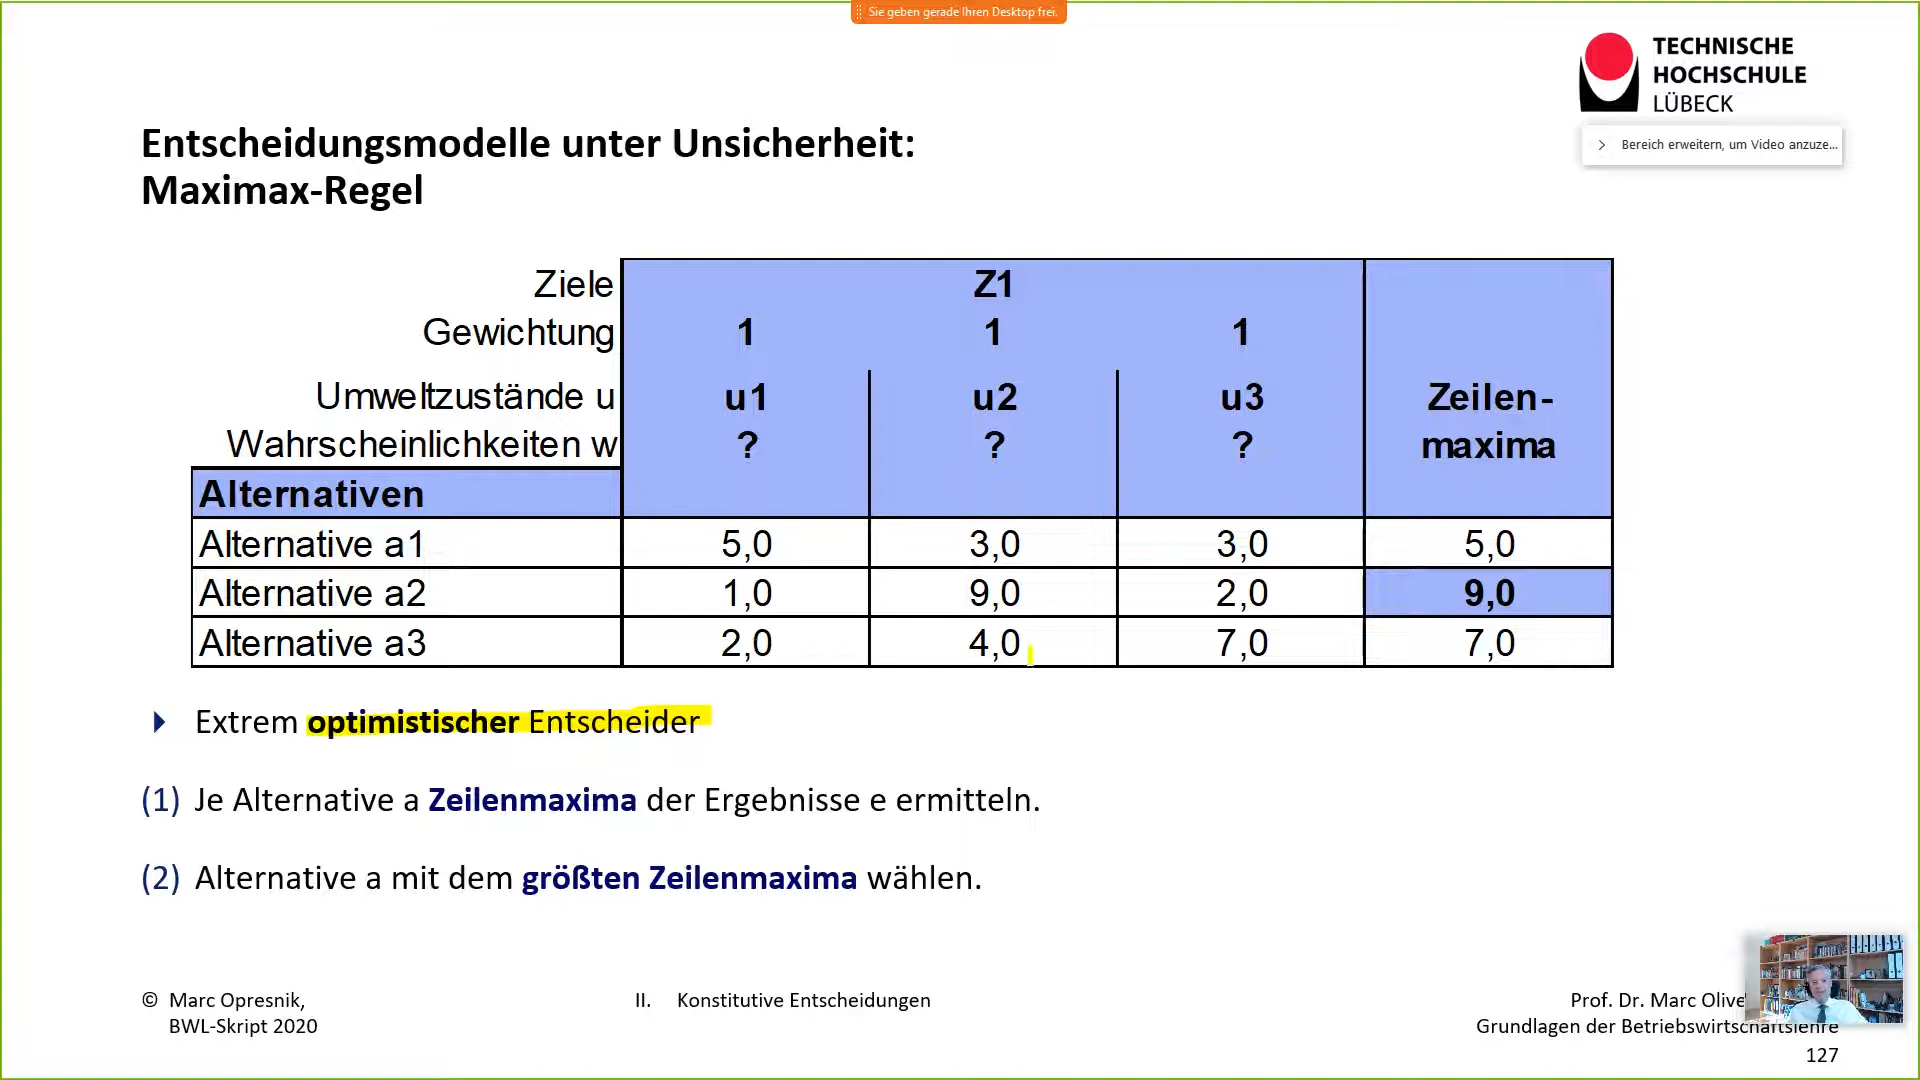 Sie geben gerade Ihren Desktop frei.
TECHNISCHE
HOCHSCHULE
LÜBECK
Bereich erweitern, um Video anzuze...
Entscheidungsmodelle unter Unsicherheit:
Maximax-Regel
Ziele Z1
Gewichtung 1 1 1
Umweltzustände u u1 u2 u3 Zeilen-
Wahrscheinlichkeiten w ? ? ? maxima
Alternativen
Alternative a1 5,0 3,0 3,0 5,0
Alternative a2 1,0 9,0 2,0 9,0
Alternative a3 2,0 4,0 7,0 7,0
Extrem optimistischer Entscheider
(1) Je Alternative a Zeilenmaxima der Ergebnisse e ermitteln.
(2) Alternative a mit dem größten Zeilenmaxima wählen.
© Marc Opresnik,
BWL-Skript 2020
II. Konstitutive Entscheidungen
Prof. Dr. Marc Olive
Grundlagen der Betriebswirtschaftslehre
127